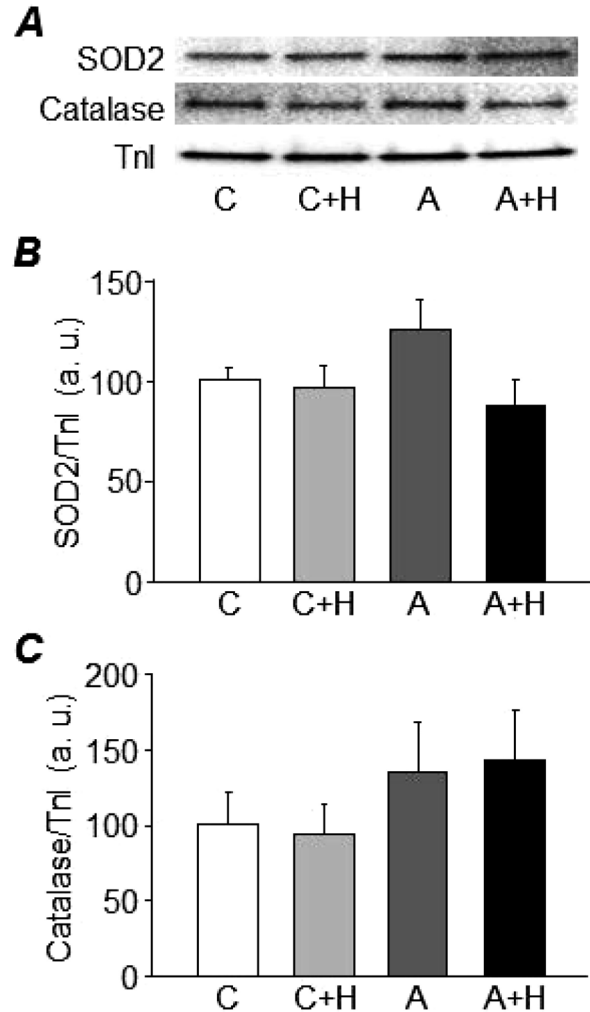 A
SOD2
Catalase
TnI
C C+H A A+H
B
SOD2/TnI (a. u.)
150
100
50
0
C C+H A A+H
C
Catalase/TnI (a. u.)
200
150
100
50
0
C C+H A A+H